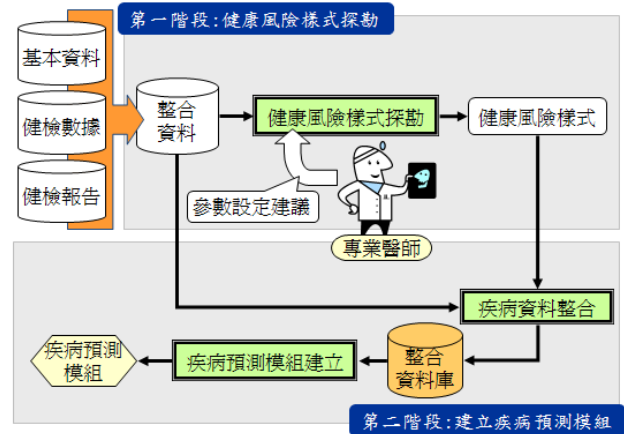 第一階段:健康風險樣式探勘
基本資料
健檢數據
健檢報告
整合
資料
健康風險樣式探勘
健康風險樣式
參數設定建議
專業醫師
疾病資料整合
整合
資料庫
疾病預測模組建立
疾病預測
模組
第二階段:建立疾病預測模組